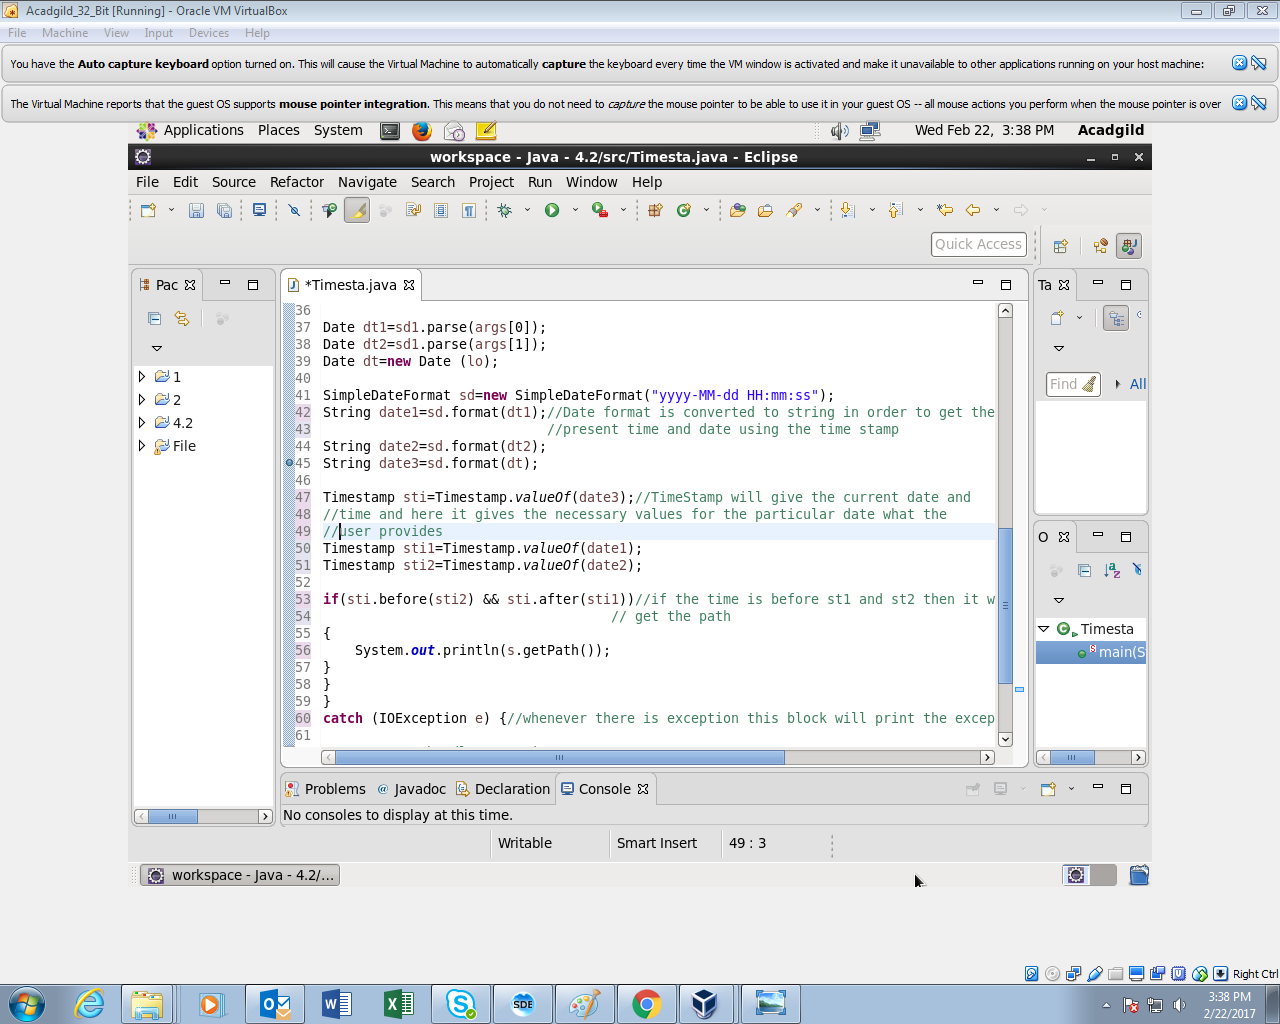 Acadgild_32_Bit [Running] - Oracle VM VirtualBox
File Machine View Input Devices Help
You have the Auto capture keyboard option turned on. This will cause the Virtual Machine to automatically capture the keyboard every time the VM window is activated and make it unavailable to other applications running on your host machine:
The Virtual Machine reports that the guest OS supports mouse pointer integration. This means that you do not need to capture the mouse pointer to be able to use it in your guest OS -- all mouse actions you perform when the mouse pointer is over
Applications Places System Wed Feb 22, 3:38 PM Acadgild
workspace - Java - 4.2/src/Timesta.java - Eclipse
File Edit Source Refactor Navigate Search Project Run Window Help
Quick Access
Pac
*Timesta.java
Ta
1
2
4.2
File
36
37 Date dt1=sd1.parse(args[0]);
38 Date dt2=sd1.parse(args[1]);
39 Date dt=new Date (lo);
40
41 SimpleDateFormat sd=new SimpleDateFormat("yyyy-MM-dd HH:mm:ss");
42 String date1=sd.format(dt1);//Date format is converted to string in order to get the
43 //present time and date using the time stamp
44 String date2=sd.format(dt2);
45 String date3=sd.format(dt);
46
47 Timestamp sti=Timestamp.valueOf(date3);//TimeStamp will give the current date and
48 //time and here it gives the necessary values for the particular date what the
49 //user provides
50 Timestamp sti1=Timestamp.valueOf(date1);
51 Timestamp sti2=Timestamp.valueOf(date2);
52
53 if(sti.before(sti2) && sti.after(sti1))//if the time is before st1 and st2 then it w
54 // get the path
55 {
56 System.out.println(s.getPath());
57 }
58 }
59 }
60 catch (IOException e) {//whenever there is exception this block will print the excep
61
Find
All
O
Timesta
main(S
Problems @ Javadoc Declaration Console
No consoles to display at this time.
Writable Smart Insert 49 : 3
workspace - Java - 4.2/...
Right Ctrl
SDE
3:38 PM
2/22/2017